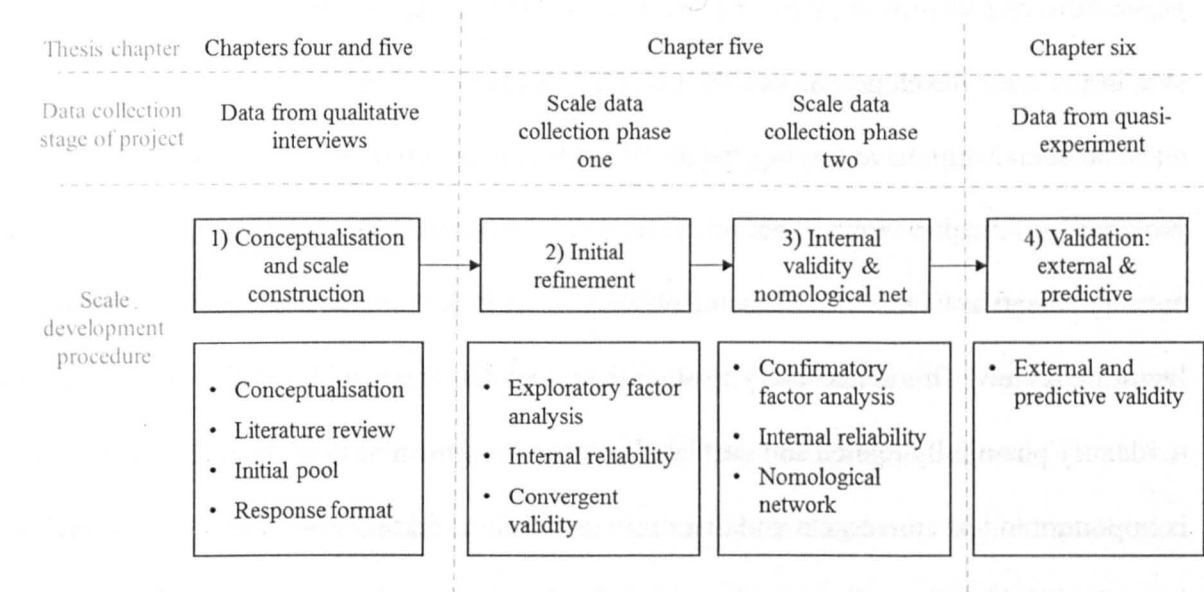 Thesis chapter
Chapters four and five
Chapter five
Chapter six
Data collection
stage of project
Data from qualitative
interviews
Scale data
collection phase
one
Scale data
collection phase
two
Data from quasi-
experiment
Scale
development
procedure
1) Conceptualisation
and scale
construction
2) Initial
refinement
3) Internal
validity &
nomological net
4) Validation:
external &
predictive
• Conceptualisation
• Literature review
• Initial pool
• Response format
• Exploratory factor
analysis
• Internal reliability
• Convergent
validity
• Confirmatory
factor analysis
• Internal reliability
• Nomological
network
• External and
predictive validity